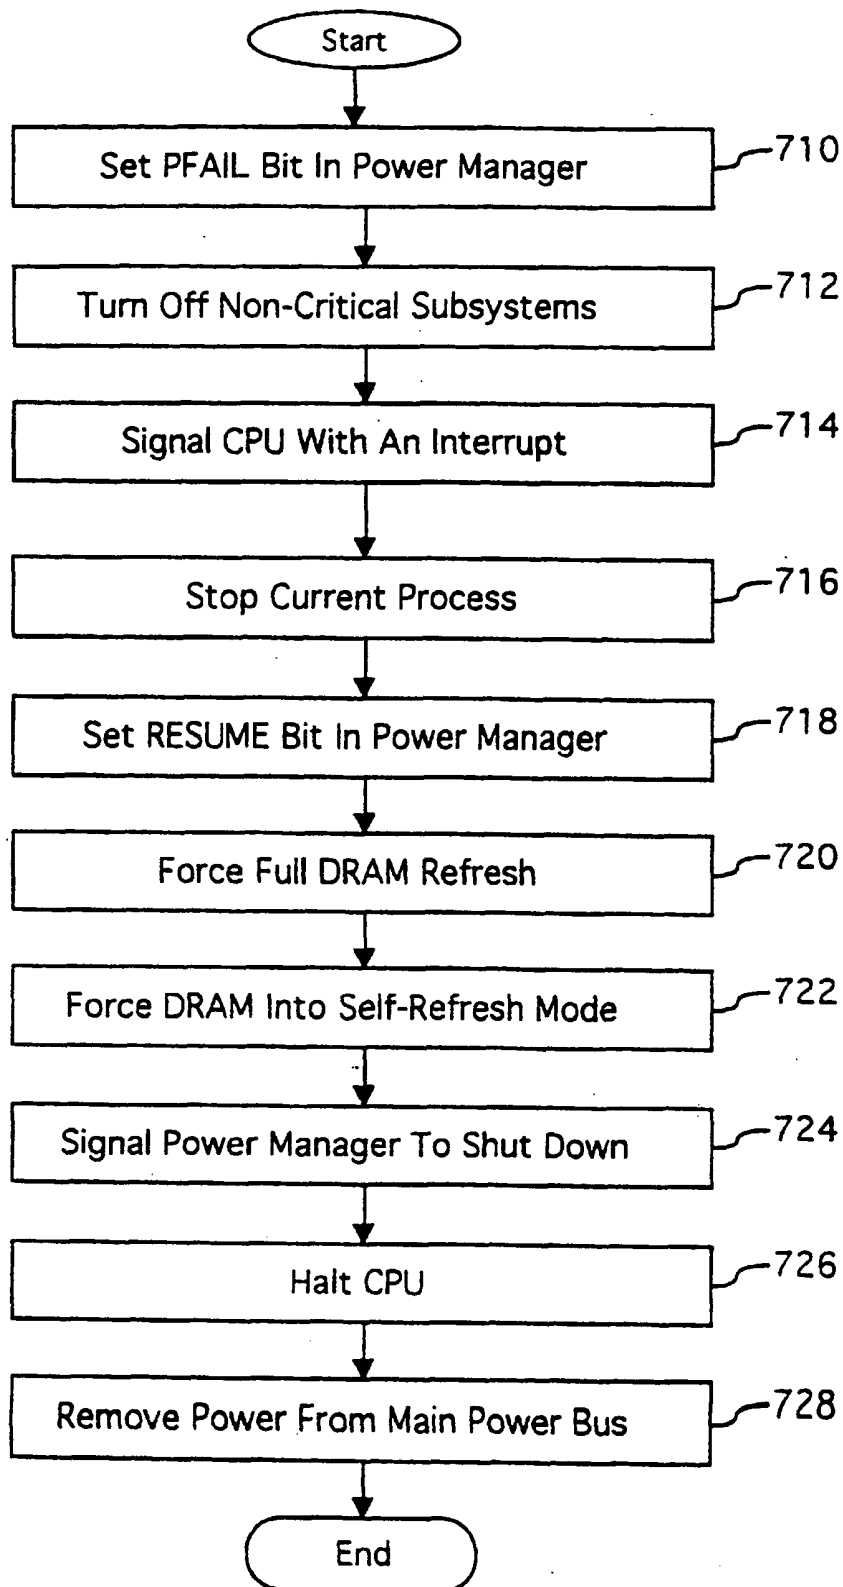 Start
Set PFAIL Bit In Power Manager
710
Turn Off Non-Critical Subsystems
712
Signal CPU With An Interrupt
714
Stop Current Process
716
Set RESUME Bit In Power Manager
718
Force Full DRAM Refresh
720
Force DRAM Into Self-Refresh Mode
722
Signal Power Manager To Shut Down
724
Halt CPU
726
Remove Power From Main Power Bus
728
End